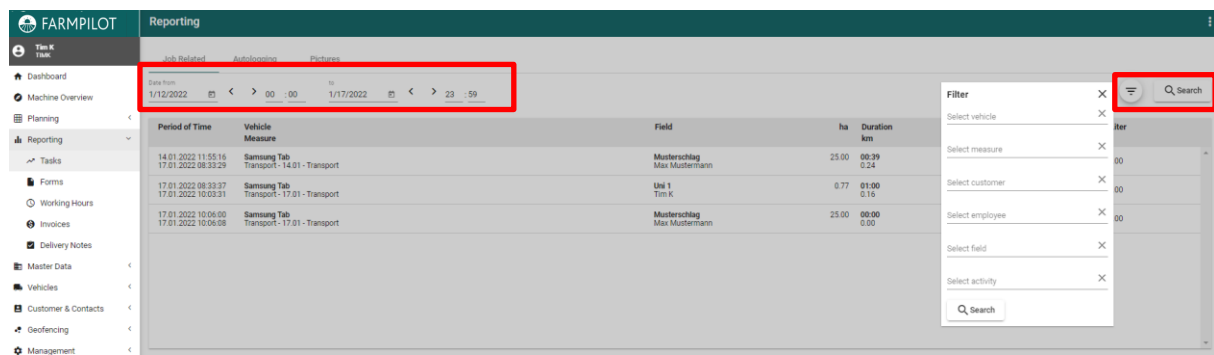 FARMPILOT
Reporting
Tim K
TIMK
Job Related Autologging Pictures
Dashboard
Date from to
1/12/2022 < > 00 :00 1/17/2022 < > 23 :59
Machine Overview
Filter
Search
Planning
Select vehicle
Period of Time Vehicle Field ha Duration
Measure km
Reporting
Select measure
Tasks
14.01.2022 11:55:16 Samsung Tab Musterschlag 25.00 00:39
17.01.2022 08:33:29 Transport - 14.01 - Transport Max Mustermann 0.24
Forms
Select customer
17.01.2022 08:33:37 Samsung Tab Uni 1 0.77 01:00
17.01.2022 10:03:31 Transport - 17.01 - Transport Tim K 0.16
Working Hours
Select employee
17.01.2022 10:06:00 Samsung Tab Musterschlag 25.00 00:00
17.01.2022 10:06:08 Transport - 17.01 - Transport Max Mustermann 0.00
Invoices
Delivery Notes
Select field
Master Data
Select activity
Vehicles
Customer & Contacts
Search
Geofencing
Management